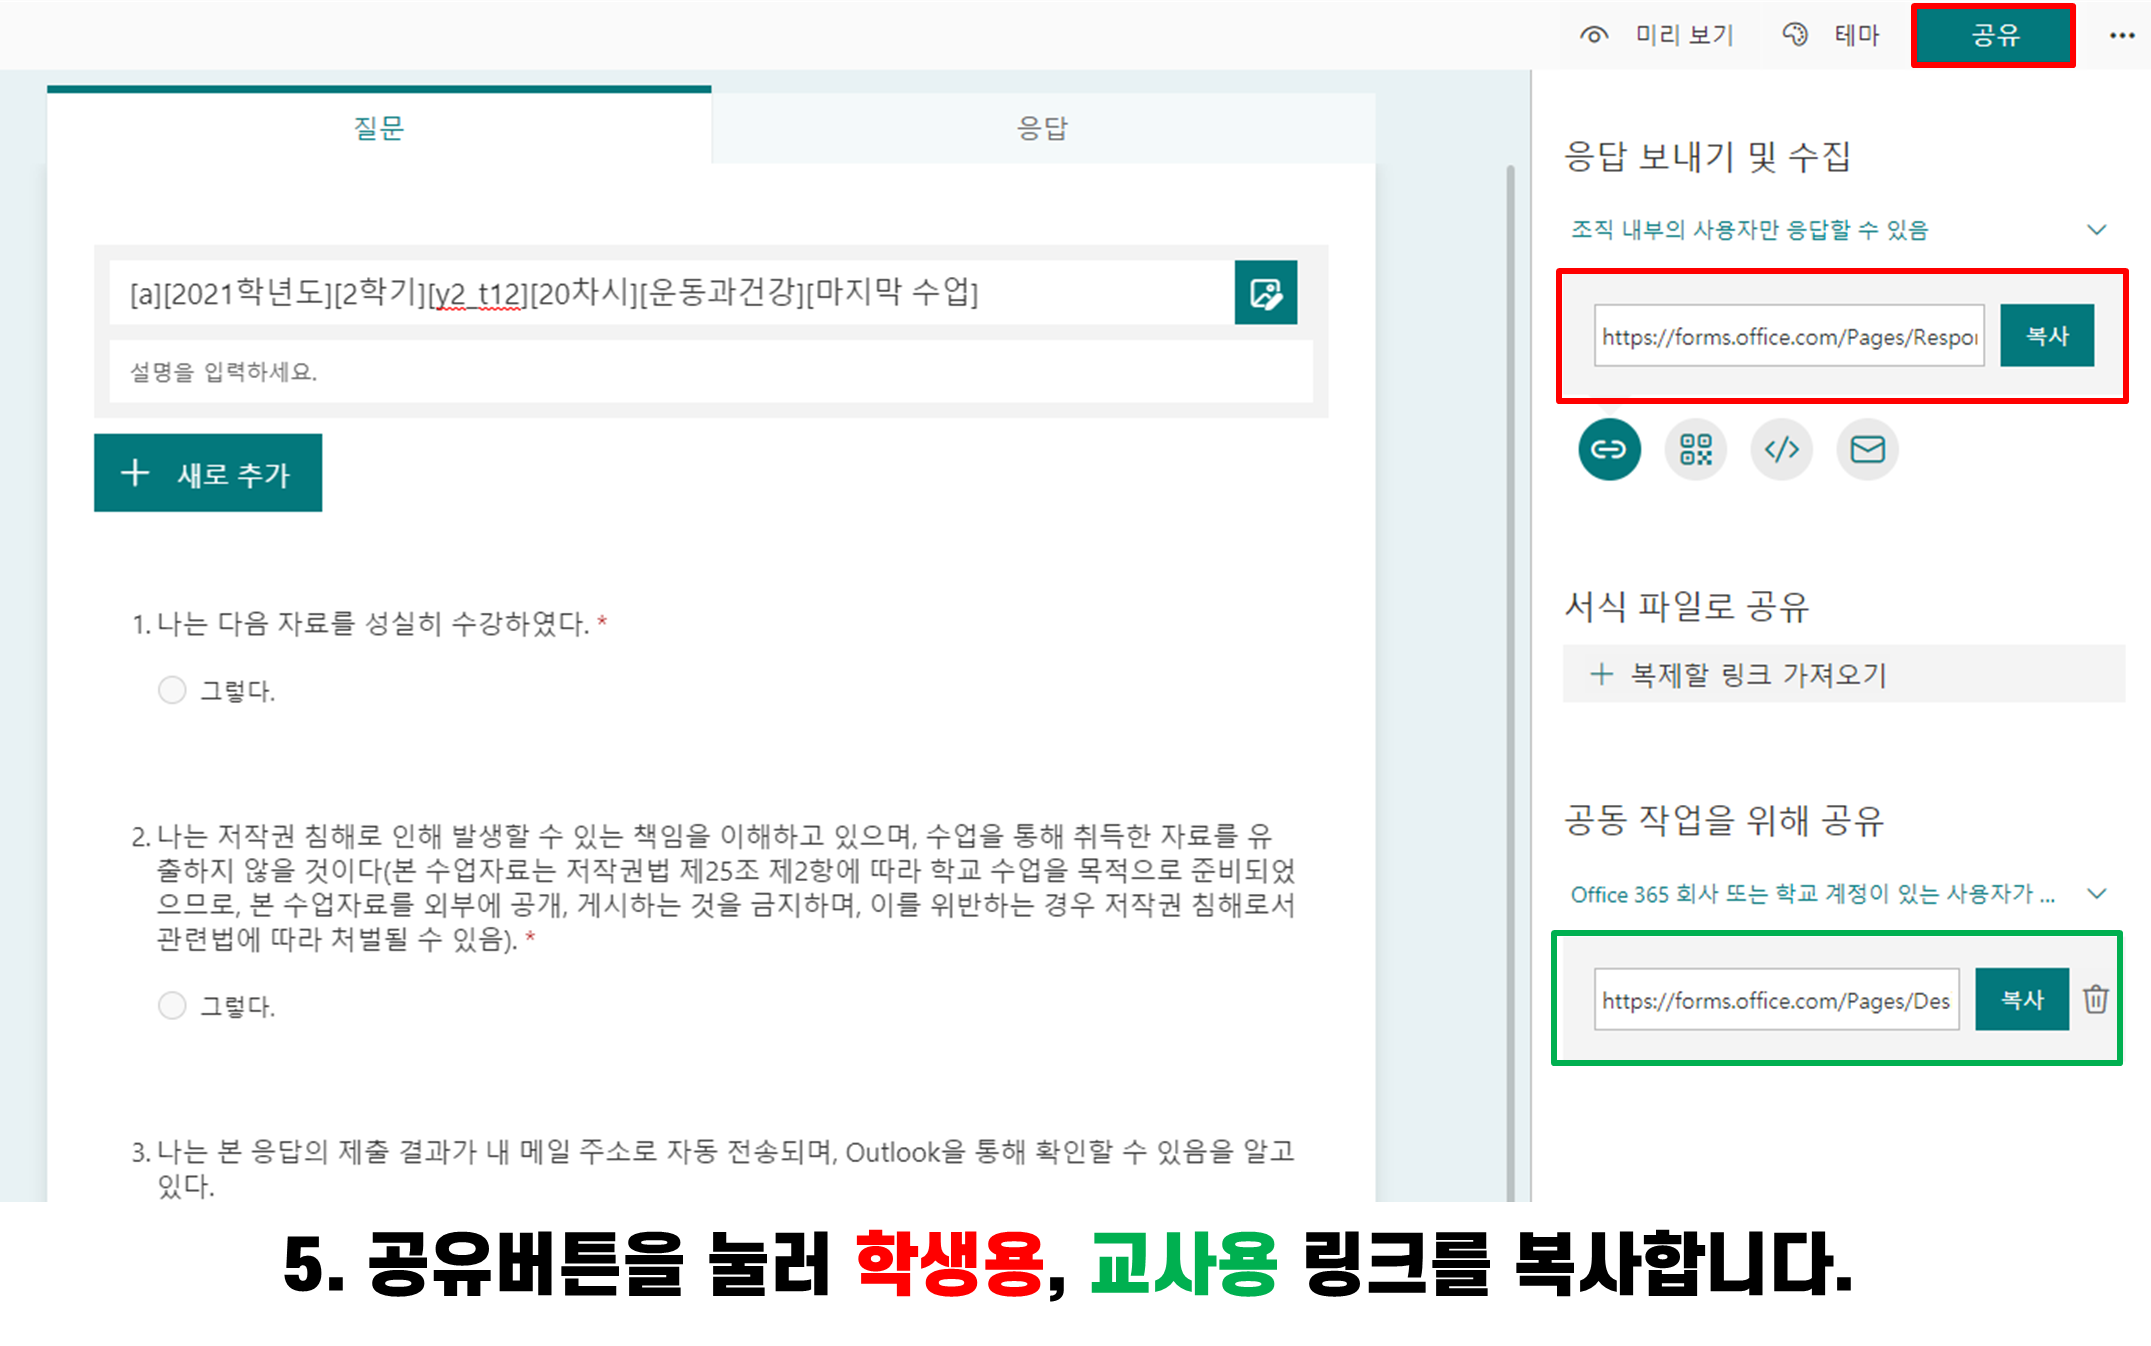 미리 보기 테마 공유
질문 응답
[a][2021학년도][2학기][y2_t12][20차시][운동과건강][마지막 수업]
설명을 입력하세요.
+ 새로 추가
1. 나는 다음 자료를 성실히 수강하였다. *
그렇다.
2. 나는 저작권 침해로 인해 발생할 수 있는 책임을 이해하고 있으며, 수업을 통해 취득한 자료를 유
출하지 않을 것이다(본 수업자료는 저작권법 제25조 제2항에 따라 학교 수업을 목적으로 준비되었
으므로, 본 수업자료를 외부에 공개, 게시하는 것을 금지하며, 이를 위반하는 경우 저작권 침해로서
관련법에 따라 처벌될 수 있음). *
그렇다.
3. 나는 본 응답의 제출 결과가 내 메일 주소로 자동 전송되며, Outlook을 통해 확인할 수 있음을 알고
있다.
응답 보내기 및 수집
조직 내부의 사용자만 응답할 수 있음
https://forms.office.com/Pages/Respon 복사
서식 파일로 공유
+ 복제할 링크 가져오기
공동 작업을 위해 공유
Office 365 회사 또는 학교 계정이 있는 사용자가 ...
https://forms.office.com/Pages/Des 복사
5. 공유버튼을 눌러 학생용, 교사용 링크를 복사합니다.